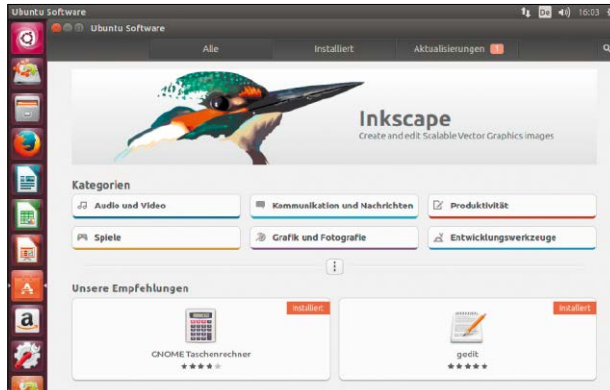 Ubuntu Software
De 16:03
Ubuntu Software
Alle Installiert Aktualisierungen 1
Inkscape
Create and edit Scalable Vector Graphics images
Kategorien
Audio und Video Kommunikation und Nachrichten Produktivität
Spiele Grafik und Fotografie Entwicklungswerkzeuge
Unsere Empfehlungen
Installiert Installiert
GNOME Taschenrechner gedit